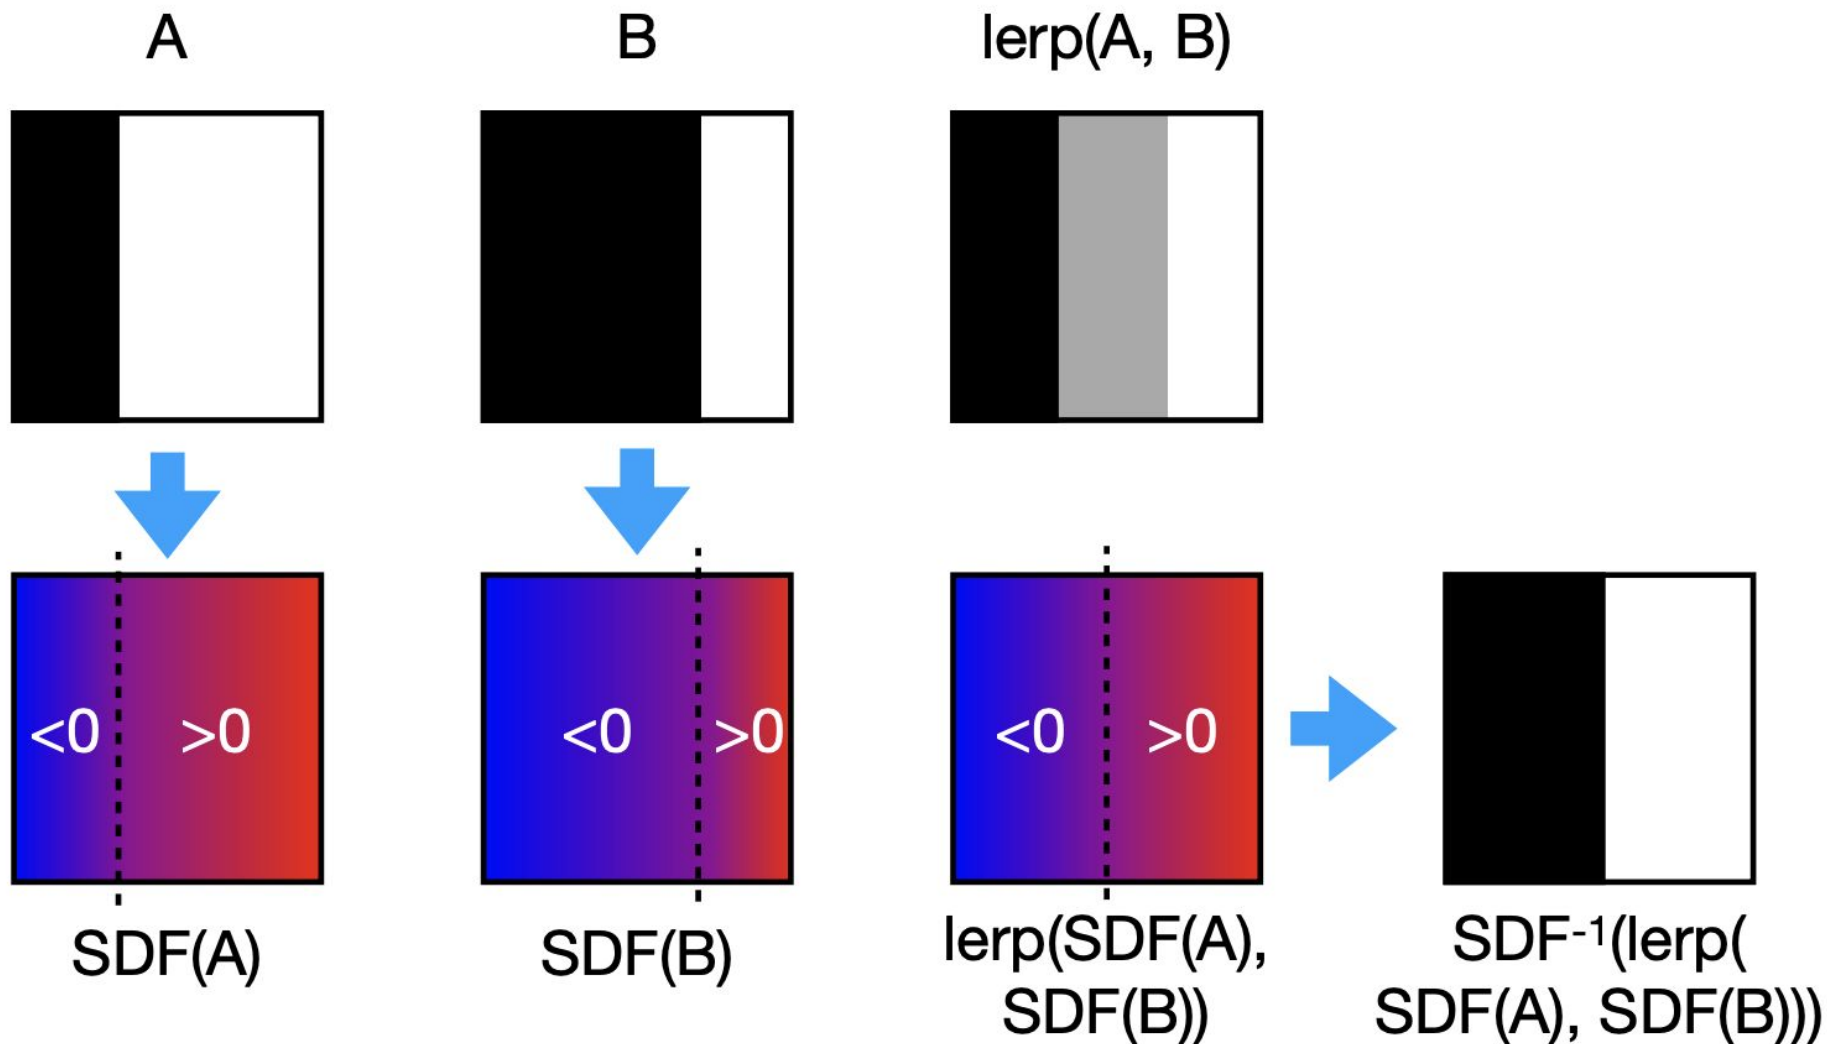 A
B
lerp(A, B)
<0
>0
<0
>0
<0
>0
SDF(A)
SDF(B)
lerp(SDF(A),
SDF(B))
SDF⁻¹(lerp(
SDF(A), SDF(B)))